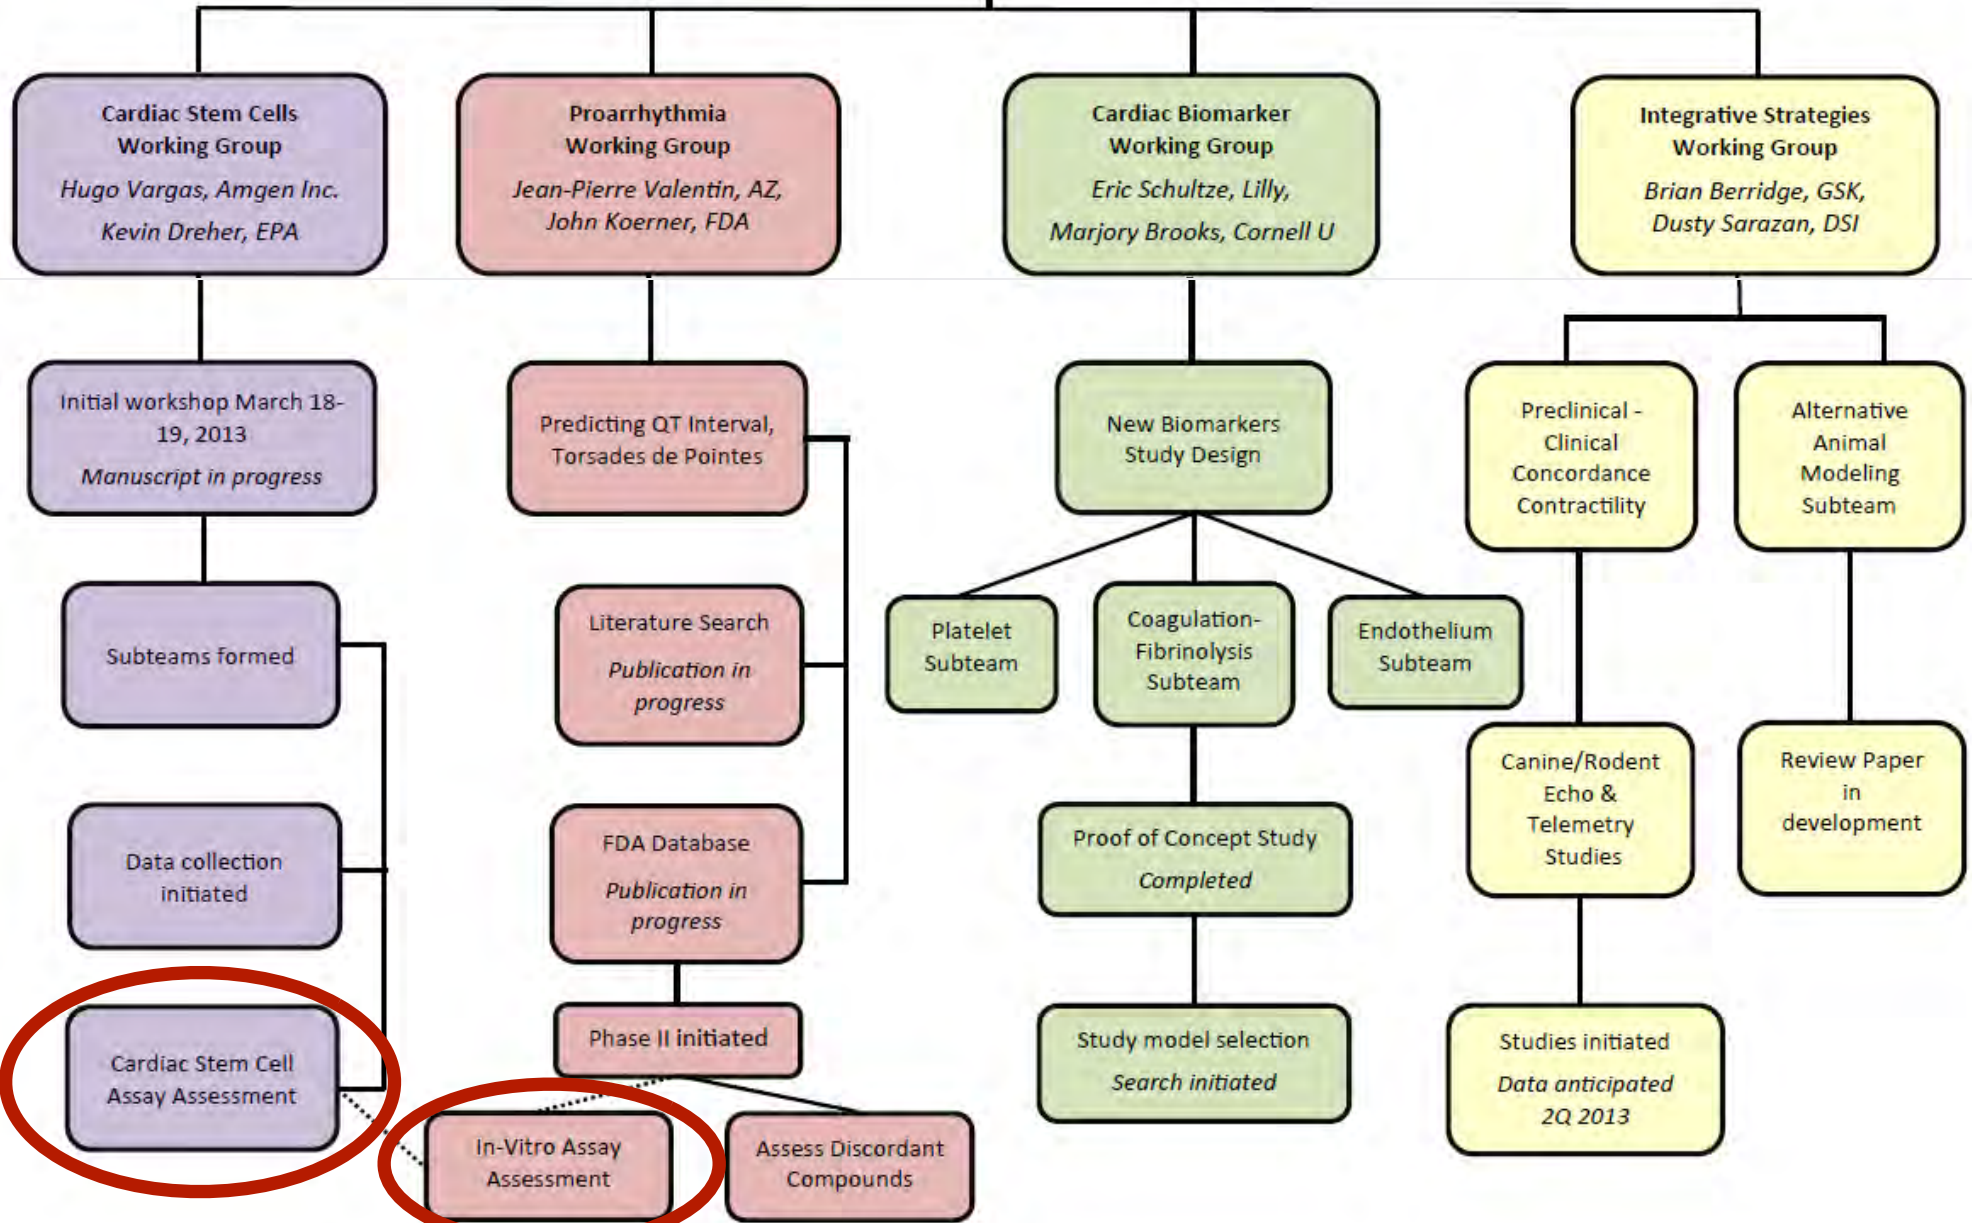 Cardiac Stem Cells
Working Group
Hugo Vargas, Amgen Inc.
Kevin Dreher, EPA
Proarrhythmia
Working Group
Jean-Pierre Valentin, AZ,
John Koerner, FDA
Cardiac Biomarker
Working Group
Eric Schultze, Lilly,
Marjory Brooks, Cornell U
Integrative Strategies
Working Group
Brian Berridge, GSK,
Dusty Sarazan, DSI
Initial workshop March 18-
19, 2013
Manuscript in progress
Predicting QT Interval,
Torsades de Pointes
New Biomarkers
Study Design
Preclinical -
Clinical
Concordance
Contractility
Alternative
Animal
Modeling
Subteam
Subteams formed
Literature Search
Publication in
progress
Platelet
Subteam
Coagulation-
Fibrinolysis
Subteam
Endothelium
Subteam
Canine/Rodent
Echo &
Telemetry
Studies
Review Paper
in
development
Data collection
initiated
FDA Database
Publication in
progress
Proof of Concept Study
Completed
Cardiac Stem Cell
Assay Assessment
Phase II initiated
Study model selection
Search initiated
Studies initiated
Data anticipated
2Q 2013
In-Vitro Assay
Assessment
Assess Discordant
Compounds